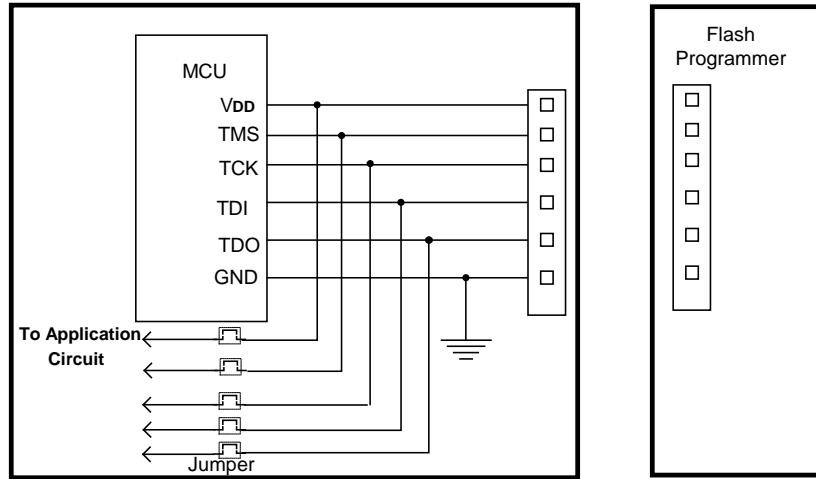 MCU
VDD
TMS
TCK
TDI
TDO
GND
To Application
Circuit
Jumper
Flash
Programmer